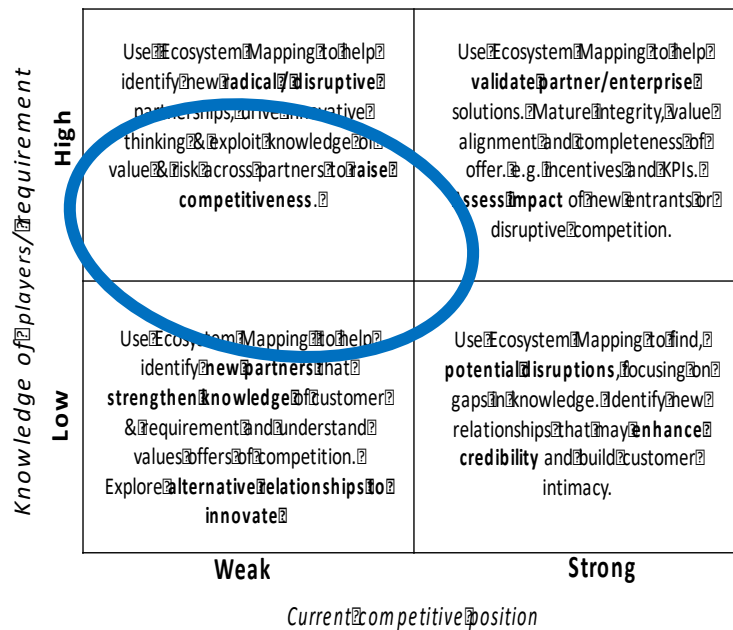 Knowledge of players/requirement
High
Use Ecosystem Mapping to help
identify new radical/disruptive
partnerships, drive innovative
thinking & exploit knowledge of
value & risk across partners to raise
competitiveness.
Use Ecosystem Mapping to help
validate partner/enterprise
solutions. Mature integrity, value
alignment and completeness of
offer. e.g. incentives and KPIs.
Assess impact of new entrants or
disruptive competition.
Low
Use Ecosystem Mapping to help
identify new partners that
strengthen knowledge of customer
& requirement and understand
values offers of competition.
Explore alternative relationships to
innovate
Use Ecosystem Mapping to find,
potential disruptions, focusing on
gaps in knowledge. Identify new
relationships that may enhance
credibility and build customer
intimacy.
Weak
Strong
Current competitive position